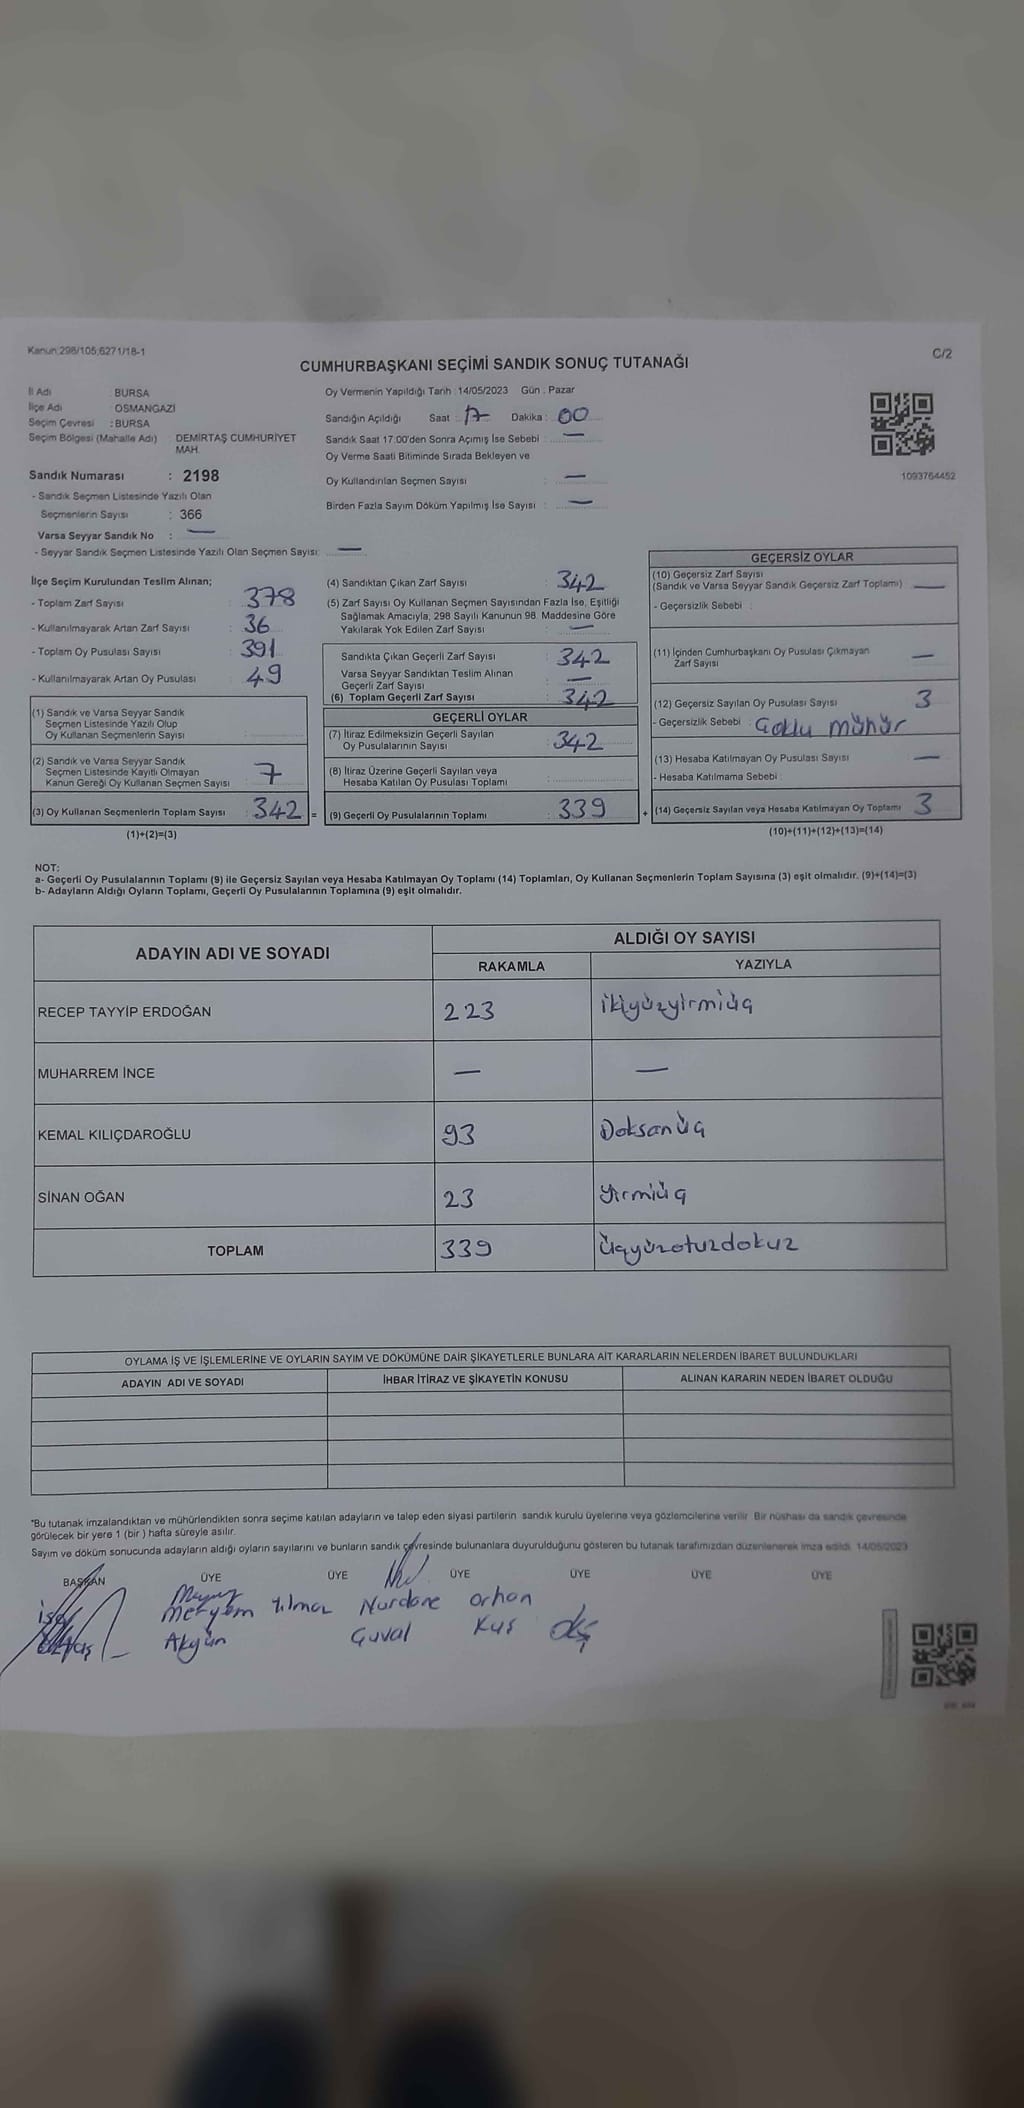 Kanun;298/105;6271/18-1
C/2
CUMHURBAŞKANI SEÇİMİ SANDIK SONUÇ TUTANAĞI
İl Adı : BURSA
İlçe Adı : OSMANGAZİ
Seçim Çevresi : BURSA
Seçim Bölgesi (Mahalle Adı) DEMİRTAŞ CUMHURİYET
MAH.
Sandık Numarası : 2198
- Sandık Seçmen Listesinde Yazılı Olan
Seçmenlerin Sayısı : 366
Varsa Seyyar Sandık No : —
- Seyyar Sandık Seçmen Listesinde Yazılı Olan Seçmen Sayısı: —
Oy Vermenin Yapıldığı Tarih : 14/05/2023 Gün : Pazar
Sandığın Açıldığı Saat : 17 Dakika : 00
Sandık Saat 17:00'den Sonra Açımış İse Sebebi : —
Oy Verme Saati Bitiminde Sırada Bekleyen ve
Oy Kullandırılan Seçmen Sayısı : —
Birden Fazla Sayım Döküm Yapılmış İse Sayısı : —
1093764452
İlçe Seçim Kurulundan Teslim Alınan;
- Toplam Zarf Sayısı : 378
- Kullanılmayarak Artan Zarf Sayısı : 36
- Toplam Oy Pusulası Sayısı : 391
- Kullanılmayarak Artan Oy Pusulası : 49
(1) Sandık ve Varsa Seyyar Sandık
Seçmen Listesinde Yazılı Olup
Oy Kullanan Seçmenlerin Sayısı :
(2) Sandık ve Varsa Seyyar Sandık
Seçmen Listesinde Kayıtlı Olmayan
Kanun Gereği Oy Kullanan Seçmen Sayısı : 7
(3) Oy Kullanan Seçmenlerin Toplam Sayısı : 342 =
(1)+(2)=(3)
(4) Sandıktan Çıkan Zarf Sayısı : 342
(5) Zarf Sayısı Oy Kullanan Seçmen Sayısından Fazla İse, Eşitliği
Sağlamak Amacıyla; 298 Sayılı Kanunun 98. Maddesine Göre
Yakılarak Yok Edilen Zarf Sayısı : —
Sandıkta Çıkan Geçerli Zarf Sayısı : 342
Varsa Seyyar Sandıktan Teslim Alınan
Geçerli Zarf Sayısı : —
(6) Toplam Geçerli Zarf Sayısı : 342
GEÇERLİ OYLAR
(7) İtiraz Edilmeksizin Geçerli Sayılan
Oy Pusulalarının Sayısı : 342
(8) İtiraz Üzerine Geçerli Sayılan veya
Hesaba Katılan Oy Pusulası Toplamı :
(9) Geçerli Oy Pusulalarının Toplamı : 339 +
GEÇERSİZ OYLAR
(10) Geçersiz Zarf Sayısı
(Sandık ve Varsa Seyyar Sandık Geçersiz Zarf Toplamı) : —
- Geçersizlik Sebebi :
(11) İçinden Cumhurbaşkanı Oy Pusulası Çıkmayan
Zarf Sayısı : —
(12) Geçersiz Sayılan Oy Pusulası Sayısı : 3
- Geçersizlik Sebebi : Çoklu mühür
(13) Hesaba Katılmayan Oy Pusulası Sayısı : —
- Hesaba Katılmama Sebebi :
(14) Geçersiz Sayılan veya Hesaba Katılmayan Oy Toplamı : 3
(10)+(11)+(12)+(13)=(14)
NOT:
a- Geçerli Oy Pusulalarının Toplamı (9) ile Geçersiz Sayılan veya Hesaba Katılmayan Oy Toplamı (14) Toplamları, Oy Kullanan Seçmenlerin Toplam Sayısına (3) eşit olmalıdır. (9)+(14)=(3)
b- Adayların Aldığı Oyların Toplamı, Geçerli Oy Pusulalarının Toplamına (9) eşit olmalıdır.
ADAYIN ADI VE SOYADI ALDIĞI OY SAYISI
RAKAMLA YAZIYLA
RECEP TAYYİP ERDOĞAN 223 ikiyüzyirmiüç
MUHARREM İNCE — —
KEMAL KILIÇDAROĞLU 93 Doksanüç
SİNAN OĞAN 23 Yirmiüç
TOPLAM 339 Üçyüzotuzdokuz
OYLAMA İŞ VE İŞLEMLERİNE VE OYLARIN SAYIM VE DÖKÜMÜNE DAİR ŞİKAYETLERLE BUNLARA AİT KARARLARIN NELERDEN İBARET BULUNDUKLARI
ADAYIN ADI VE SOYADI İHBAR İTİRAZ VE ŞİKAYETİN KONUSU ALINAN KARARIN NEDEN İBARET OLDUĞU
*Bu tutanak imzalandıktan ve mühürlendikten sonra seçime katılan adayların ve talep eden siyasi partilerin sandık kurulu üyelerine veya gözlemcilerine verilir. Bir nüshası da sandık çevresinde
görülecek bir yere 1 (bir ) hafta süreyle asılır.
Sayım ve döküm sonucunda adayların aldığı oyların sayılarını ve bunların sandık çevresinde bulunanlara duyurulduğunu gösteren bu tutanak tarafımızdan düzenlenerek imza edildi. 14/05/2023
BAŞKAN ÜYE ÜYE ÜYE ÜYE ÜYE ÜYE
Meryem Yılmaz Nurdane Orhan
Akgün Guval Kuş